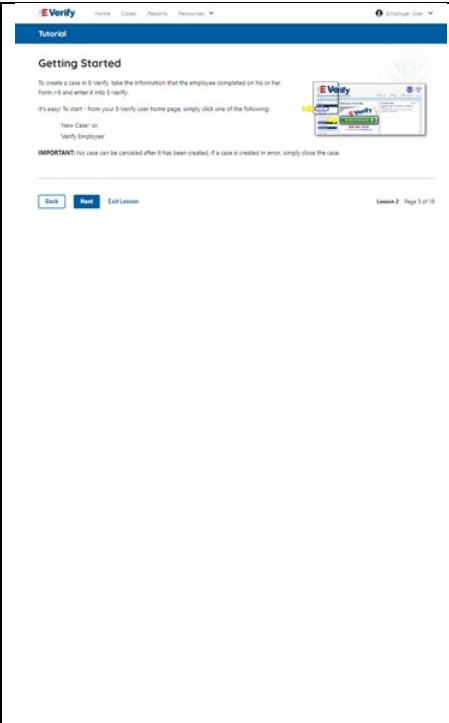 E-Verify Home Cases Reports Resources Employer User
Tutorial
Getting Started
To create a case in E-Verify, take the information that the employee completed on his or her
Form I-9 and enter it into E-Verify.
It's easy! To start - from your E-Verify user home page, simply click one of the following:
'New Case;' or,
'Verify Employee'
E-Verify
E-Verify
IMPORTANT: No case can be canceled after it has been created. If a case is created in error, simply close the case.
Back Next Exit Lesson Lesson 2 Page 5 of 18